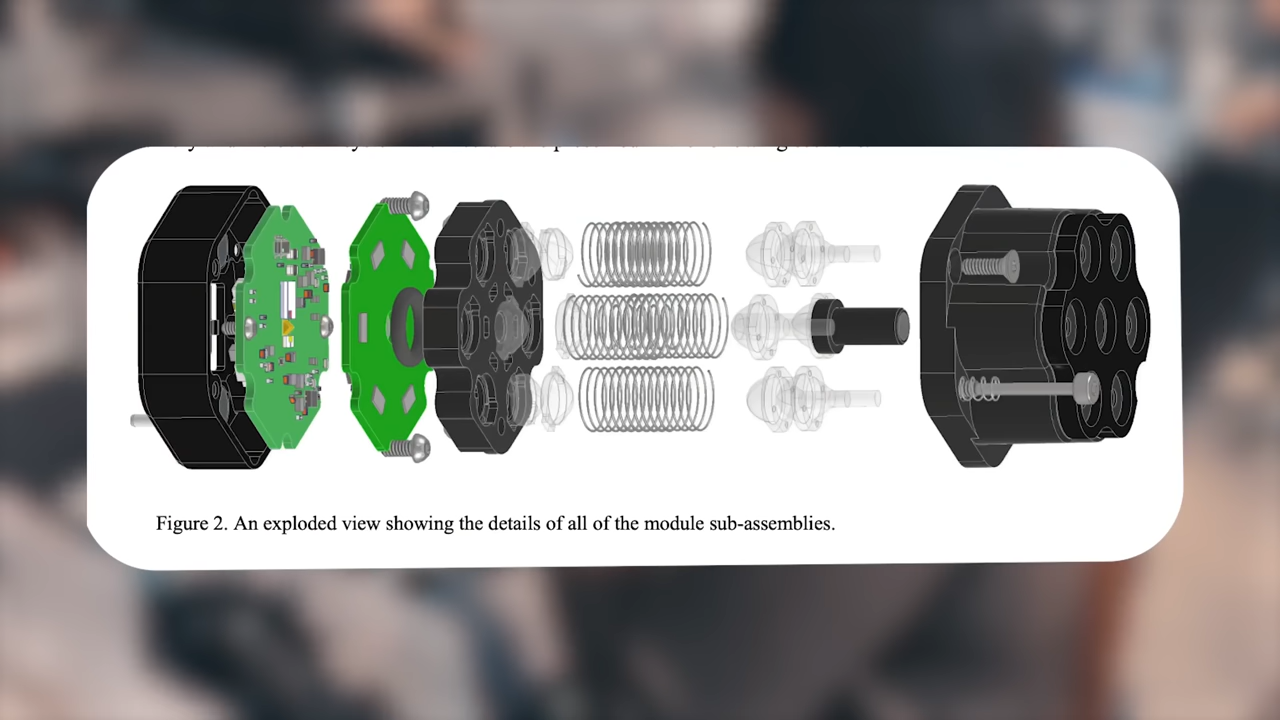 Figure 2. An exploded view showing the details of all of the module sub-assemblies.